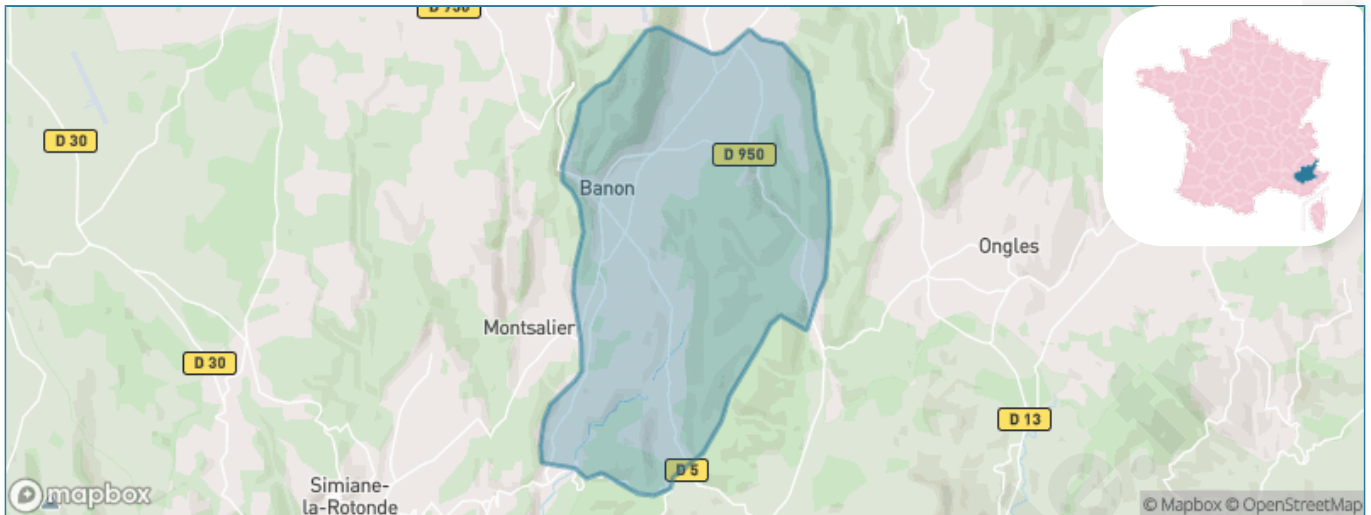 D 950
D 30
D 950
Banon
Ongles
Montsalier
D 30
D 13
D 5
Simiane-
la-Rotonde
mapbox
© Mapbox © OpenStreetMap